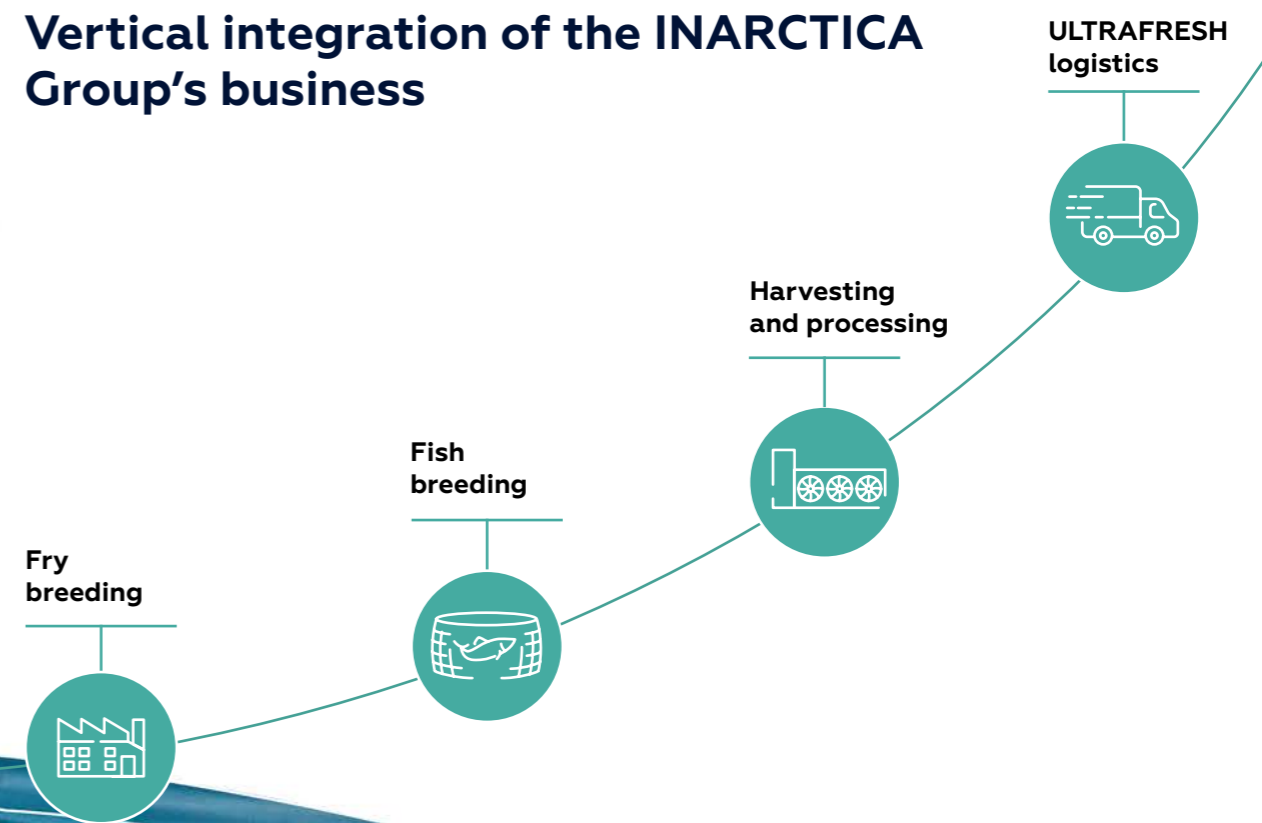 Vertical integration of the INARCTICA
Group’s business
ULTRAFRESH
logistics
Harvesting
and processing
Fish
breeding
Fry
breeding